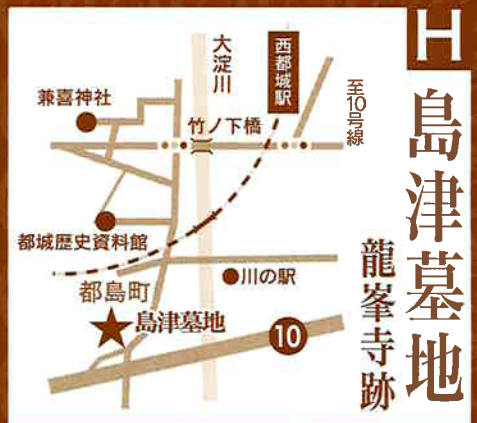 H
島津墓地
龍峯寺跡
西都城駅
大淀川
至10号線
兼喜神社
竹ノ下橋
都城歴史資料館
川の駅
都島町
島津墓地
10